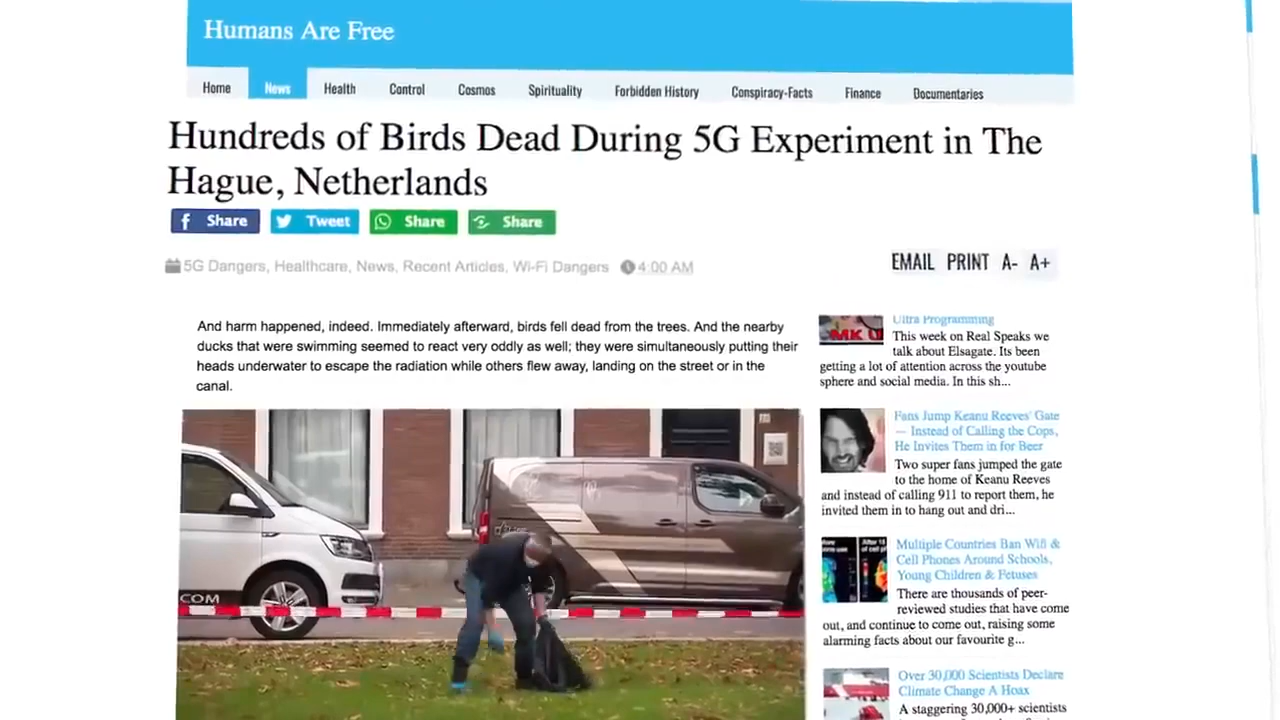 Humans Are Free
Home News Health Control Cosmos Spirituality Forbidden History Conspiracy-Facts Finance Documentaries
Hundreds of Birds Dead During 5G Experiment in The
Hague, Netherlands
Share Tweet Share Share
5G Dangers, Healthcare, News, Recent Articles, Wi-Fi Dangers 4:00 AM
EMAIL PRINT A- A+
And harm happened, indeed. Immediately afterward, birds fell dead from the trees. And the nearby
ducks that were swimming seemed to react very oddly as well; they were simultaneously putting their
heads underwater to escape the radiation while others flew away, landing on the street or in the
canal.
COM
Ultra Programming
MK U
This week on Real Speaks we
talk about Elsagate. Its been
getting a lot of attention across the youtube
sphere and social media. In this sh...
Fans Jump Keanu Reeves' Gate
— Instead of Calling the Cops,
He Invites Them in for Beer
Two super fans jumped the gate
to the home of Keanu Reeves
and instead of calling 911 to report them, he
invited them in to hang out and dri...
Multiple Countries Ban Wifi &
Cell Phones Around Schools,
Young Children & Fetuses
There are thousands of peer-
reviewed studies that have come
out, and continue to come out, raising some
alarming facts about our favourite g...
Over 30,000 Scientists Declare
Climate Change A Hoax
A staggering 30,000+ scientists